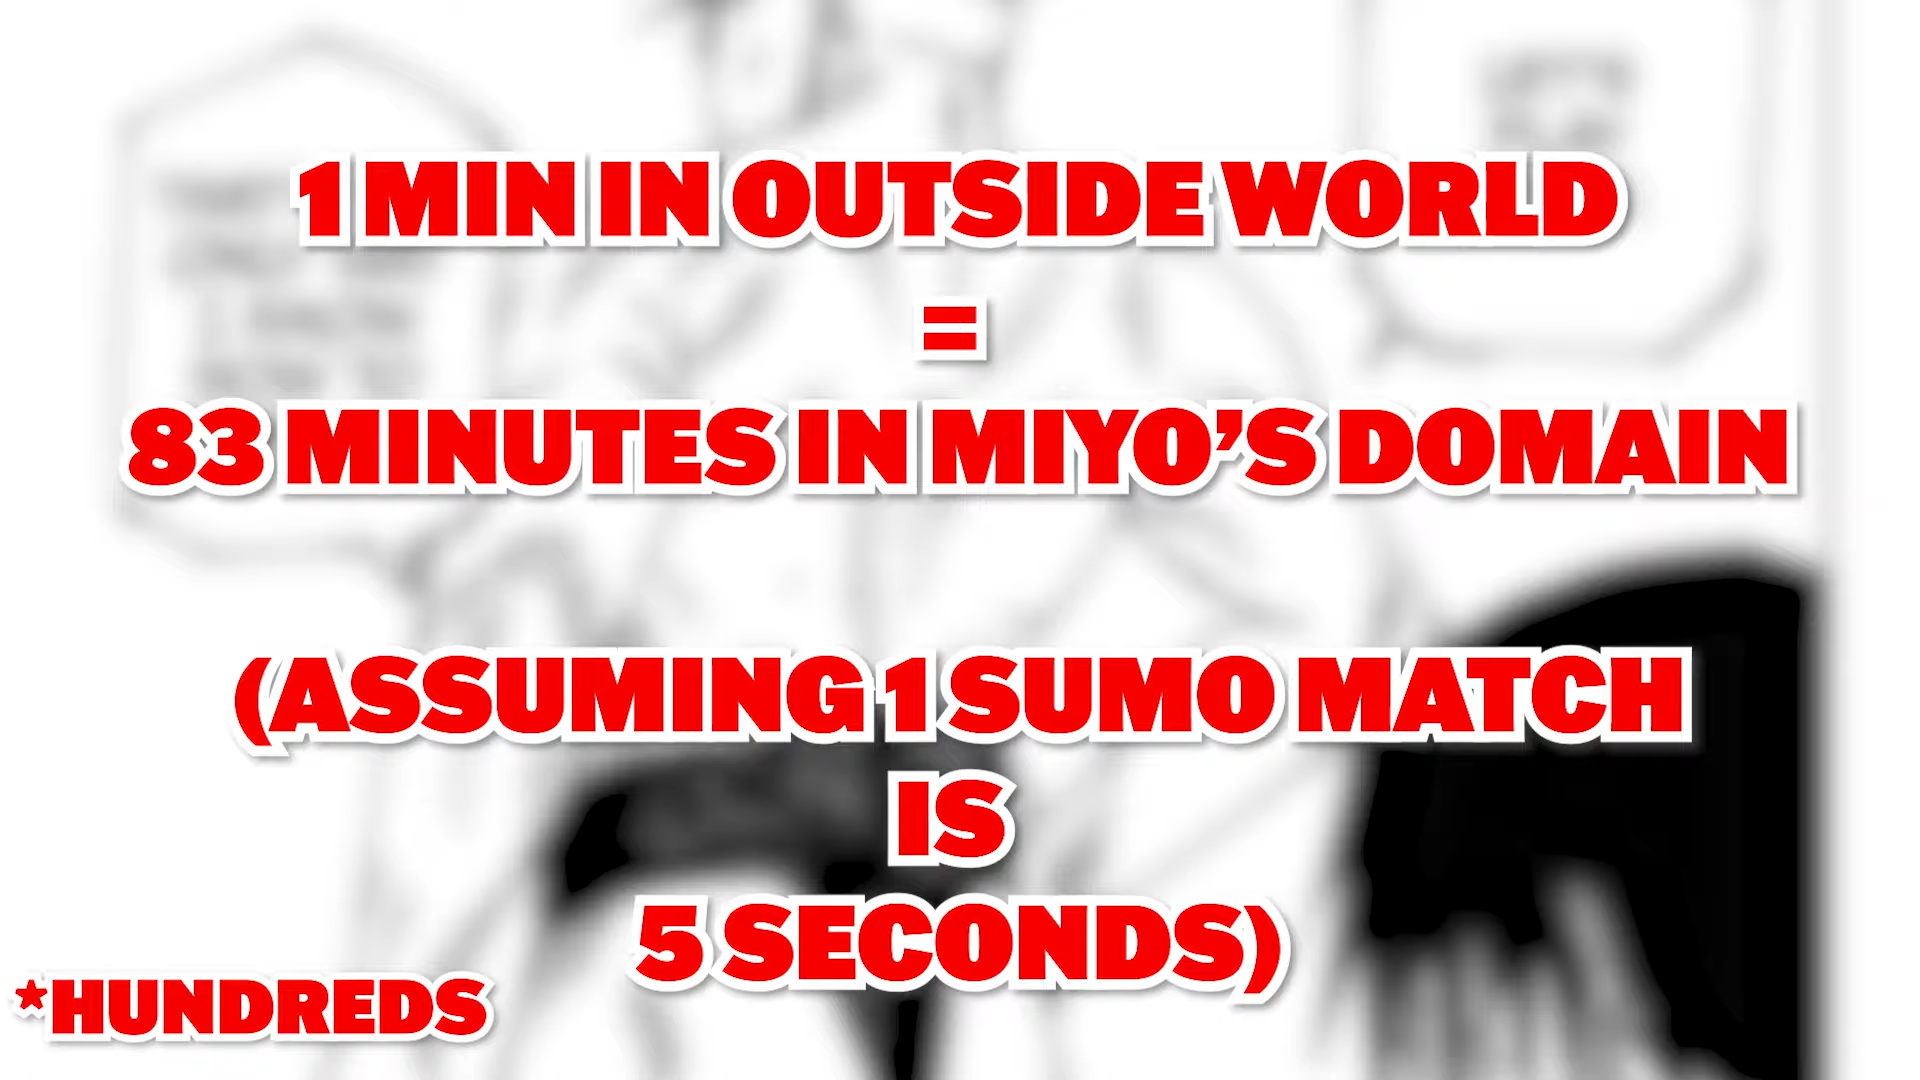 1 MIN IN OUTSIDE WORLD
=
83 MINUTES IN MIYO'S DOMAIN
(ASSUMING 1 SUMO MATCH
IS
5 SECONDS)
*HUNDREDS